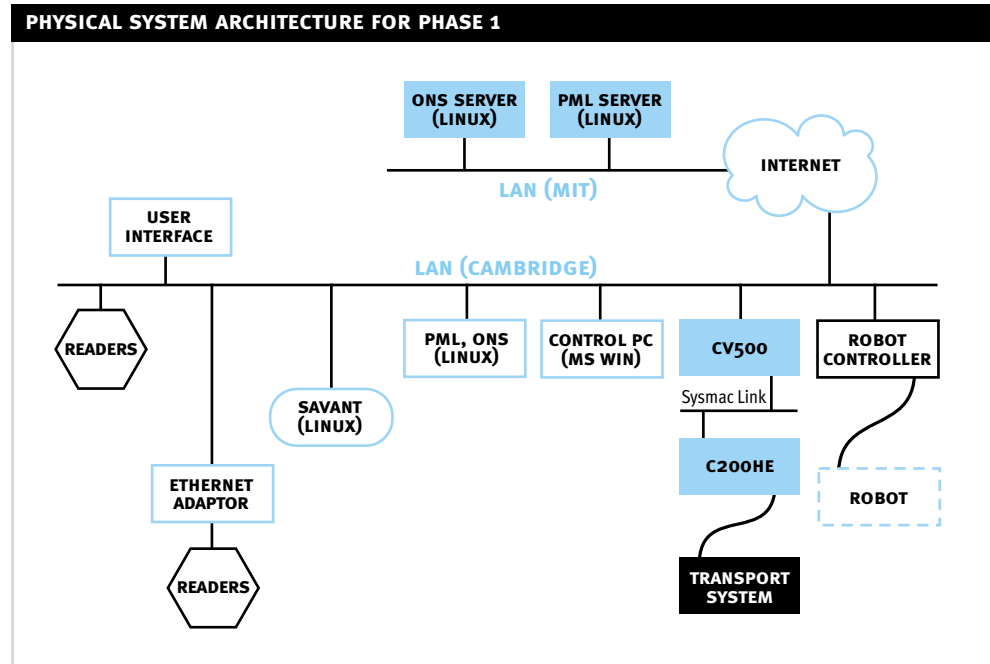 PHYSICAL SYSTEM ARCHITECTURE FOR PHASE 1
ONS SERVER
(LINUX)
PML SERVER
(LINUX)
INTERNET
LAN (MIT)
USER
INTERFACE
LAN (CAMBRIDGE)
READERS
PML, ONS
(LINUX)
CONTROL PC
(MS WIN)
CV500
ROBOT
CONTROLLER
Sysmac Link
SAVANT
(LINUX)
C200HE
ETHERNET
ADAPTOR
ROBOT
READERS
TRANSPORT
SYSTEM